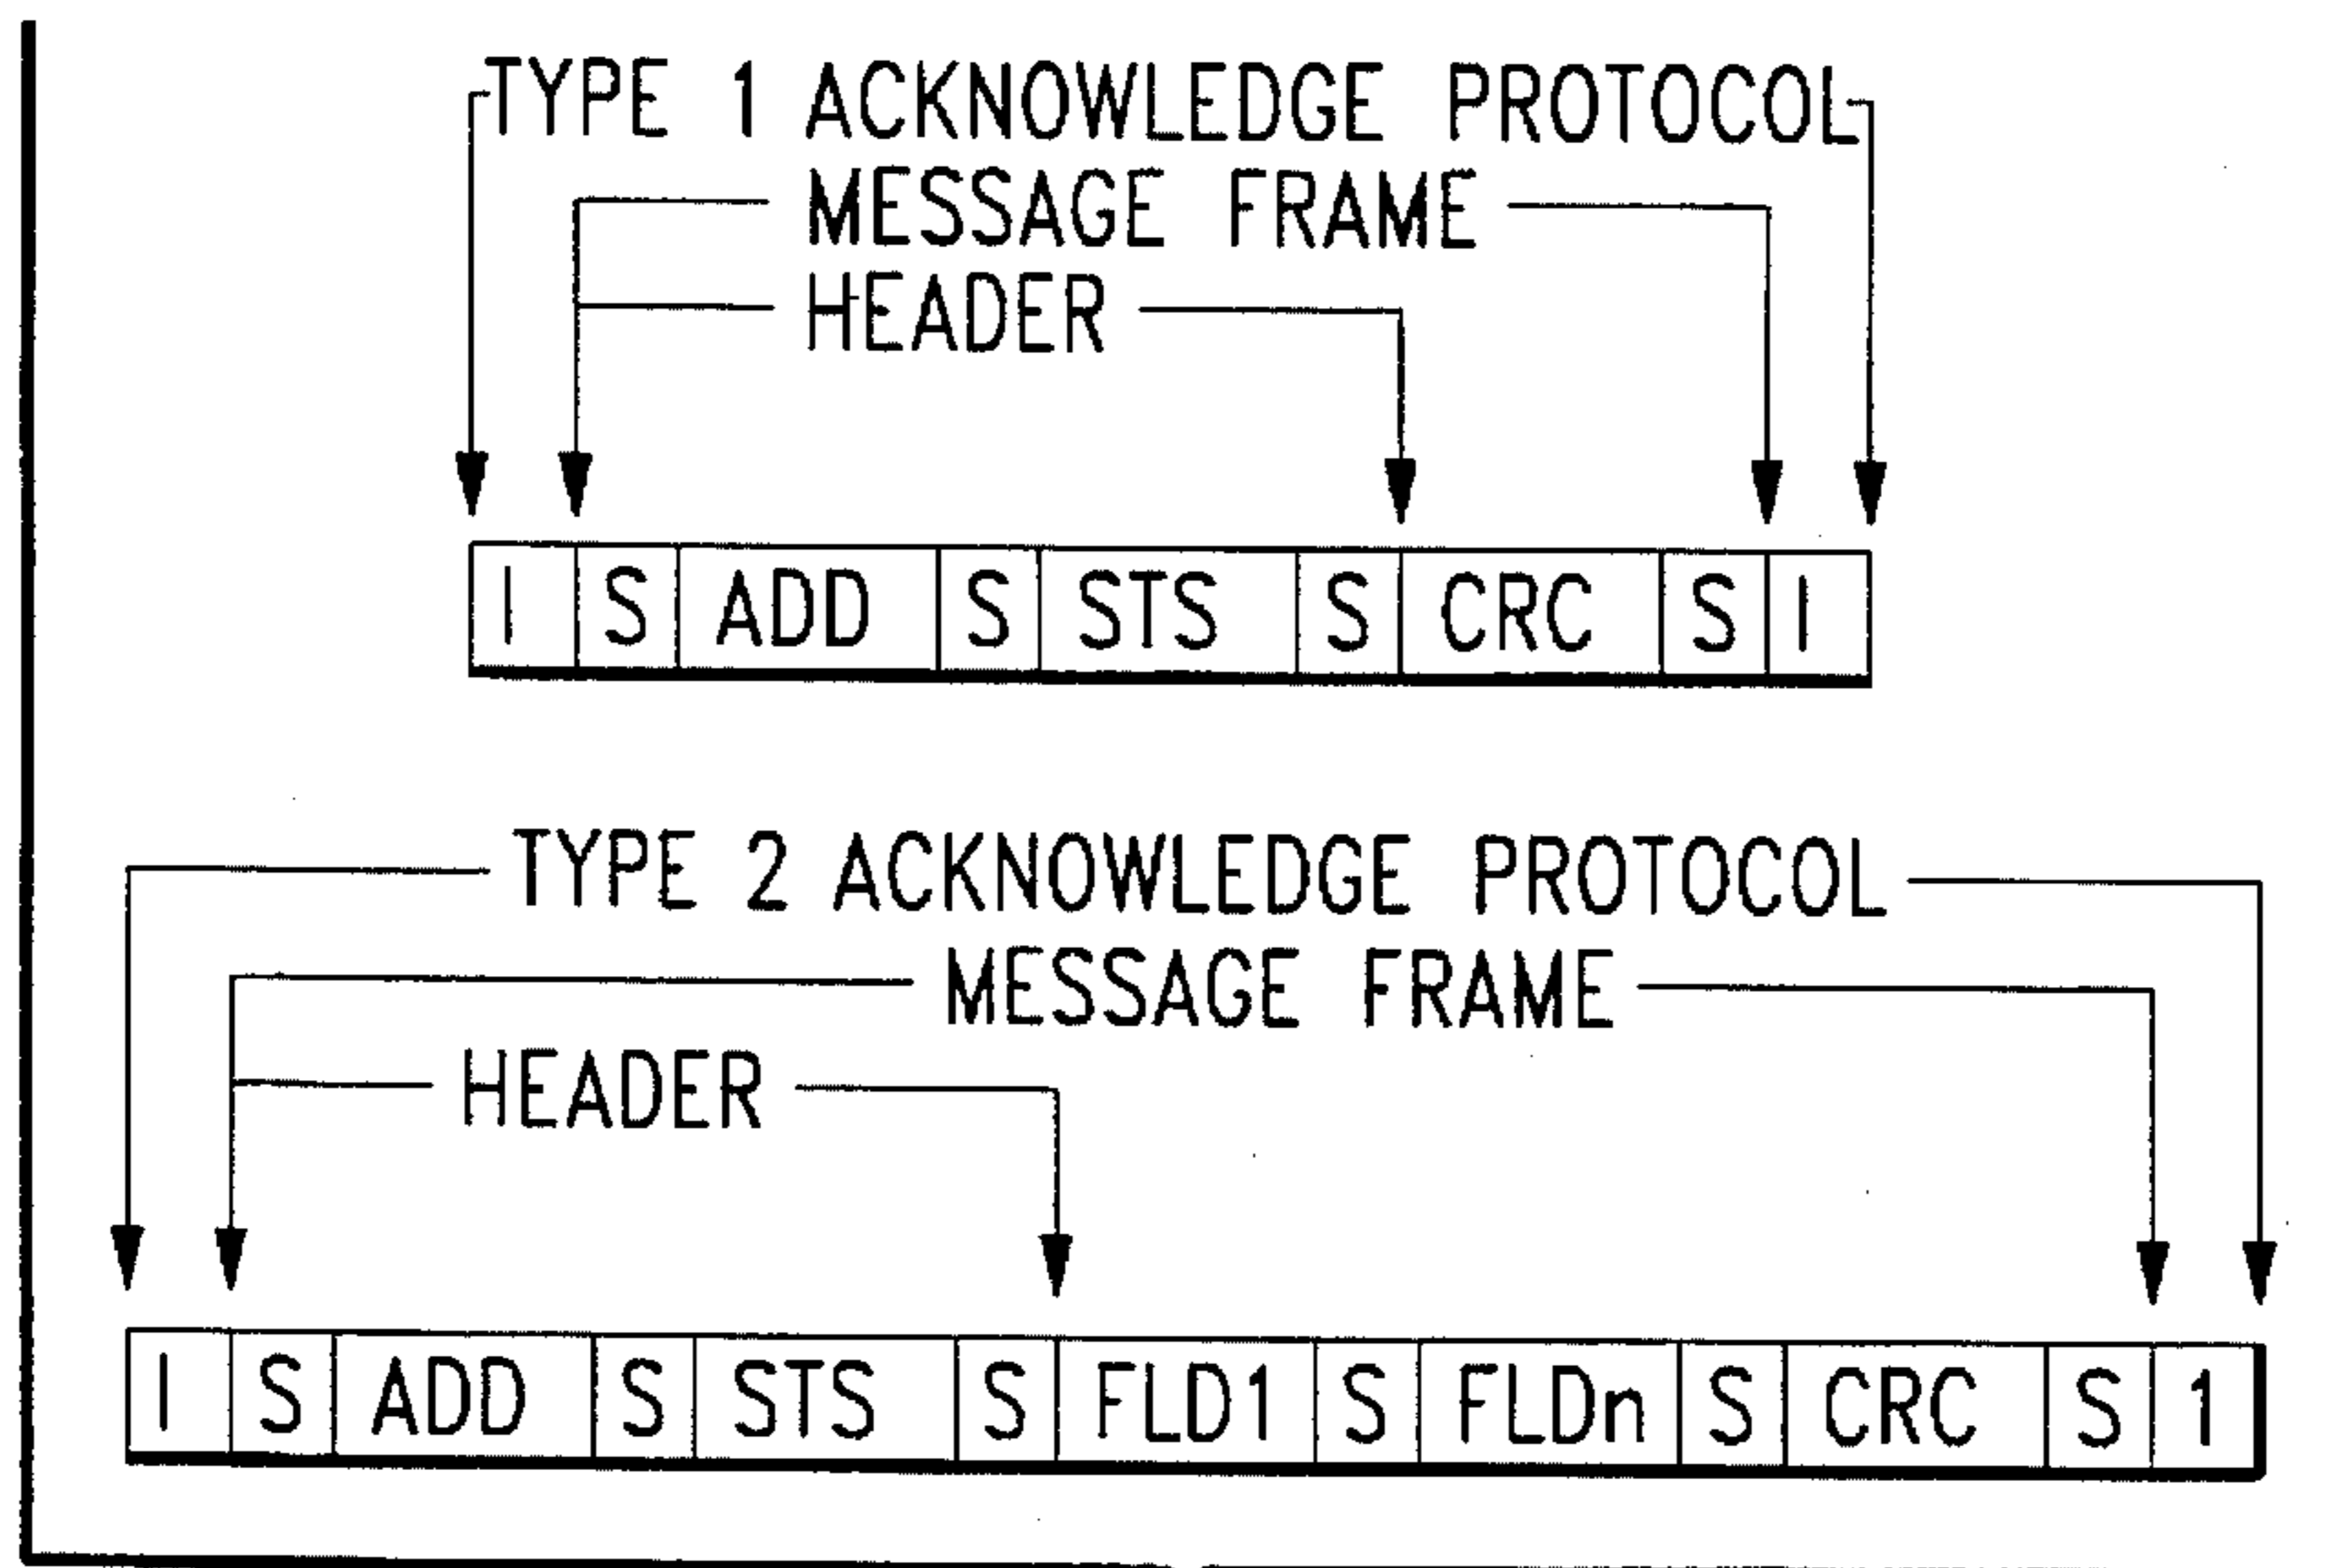 TYPE 1 ACKNOWLEDGE PROTOCOL
MESSAGE FRAME
HEADER
I S ADD S STS S CRC S I
TYPE 2 ACKNOWLEDGE PROTOCOL
MESSAGE FRAME
HEADER
I S ADD S STS S FLD1 S FLDn S CRC S 1